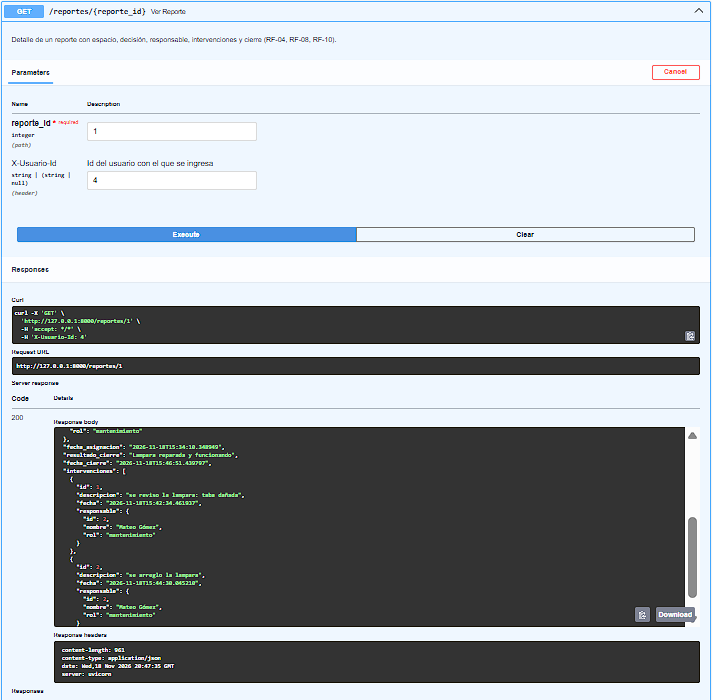 GET /reportes/{reporte_id} Ver Reporte
Detalle de un reporte con espacio, decisión, responsable, intervenciones y cierre (RF-04, RF-08, RF-10).
Parameters
Cancel
Name Description
reporte_id * required
integer
(path)
1
X-Usuario-Id
string | (string |
null)
(header)
Id del usuario con el que se ingresa
4
Execute Clear
Responses
Curl
curl -X 'GET' \
'http://127.0.0.1:8000/reportes/1' \
-H 'accept: */*' \
-H 'X-Usuario-Id: 4'
Request URL
http://127.0.0.1:8000/reportes/1
Server response
Code Details
200
Response body
"rol": "mantenimiento"
},
"fecha_asignacion": "2026-11-18T15:34:10.348949",
"resultado_cierre": "Lampara reparada y funcionando",
"fecha_cierre": "2026-11-18T15:46:51.439797",
"intervenciones": [
{
"id": 1,
"descripcion": "se reviso la lampara: taba dañada",
"fecha": "2026-11-18T15:42:34.461937",
"responsable": {
"id": 3,
"nombre": "Mateo Gómez",
"rol": "mantenimiento"
}
},
{
"id": 2,
"descripcion": "se arreglo la lampara",
"fecha": "2026-11-18T15:44:38.045210",
"responsable": {
"id": 3,
"nombre": "Mateo Gómez",
"rol": "mantenimiento"
}
Download
Response headers
content-length: 961
content-type: application/json
date: Wed,18 Nov 2026 20:47:35 GMT
server: uvicorn
Responses